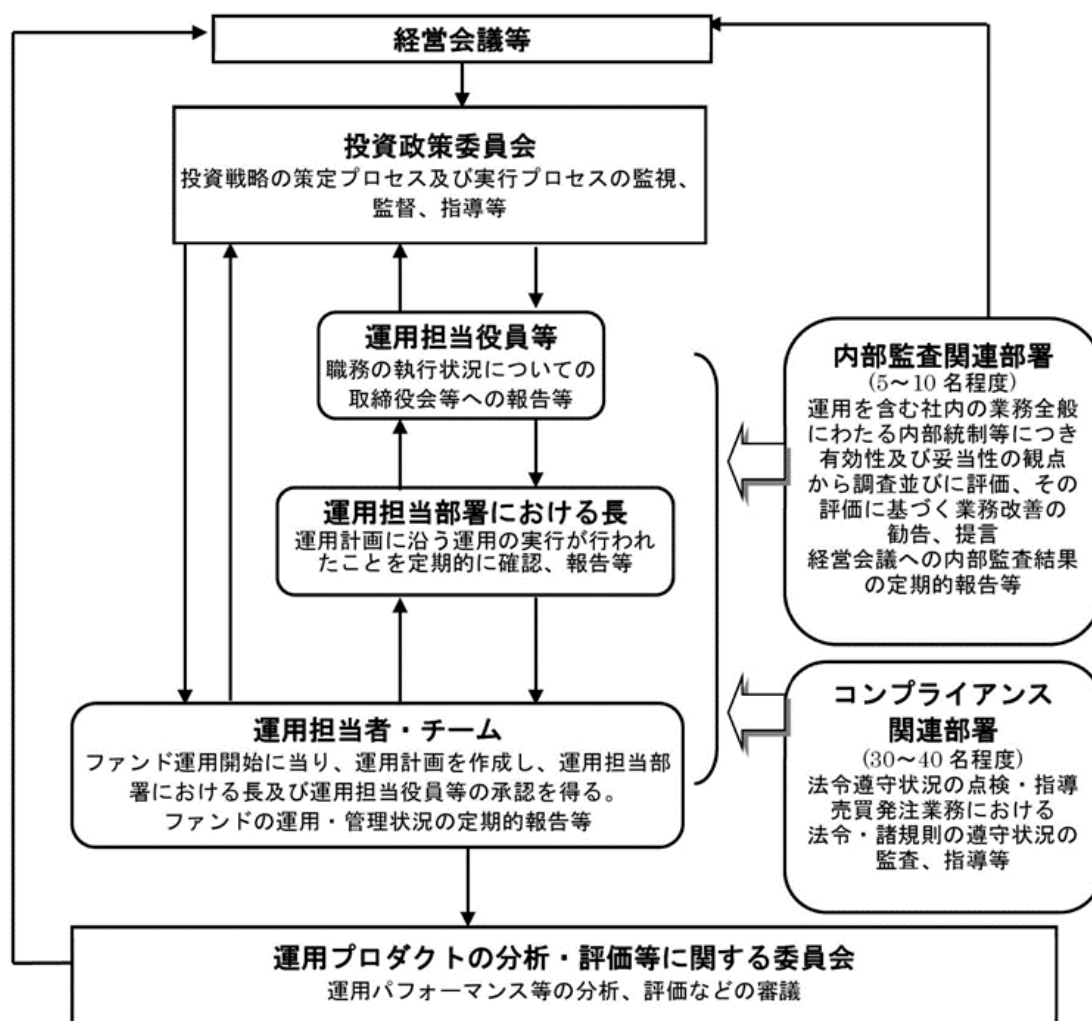 経営会議等
投資政策委員会
投資戦略の策定プロセス及び実行プロセスの監視、
監督、指導等
運用担当役員等
職務の執行状況についての
取締役会等への報告等
運用担当部署における長
運用計画に沿う運用の実行が行われ
たことを定期的に確認、報告等
運用担当者・チーム
ファンド運用開始に当り、運用計画を作成し、運用担当部
署における長及び運用担当役員等の承認を得る。
ファンドの運用・管理状況の定期的報告等
内部監査関連部署
(5～10 名程度)
運用を含む社内の業務全般
にわたる内部統制等につき
有効性及び妥当性の観点
から調査並びに評価、その
評価に基づく業務改善の
勧告、提言
経営会議への内部監査結果
の定期的報告等
コンプライアンス
関連部署
(30～40 名程度)
法令遵守状況の点検・指導
売買発注業務における
法令・諸規則の遵守状況の
監査、指導等
運用プロダクトの分析・評価等に関する委員会
運用パフォーマンス等の分析、評価などの審議